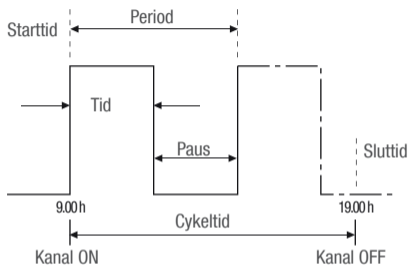 Period
Starttid
Tid
Paus
Sluttid
9.00 h
19.00 h
Cykeltid
Kanal ON
Kanal OFF